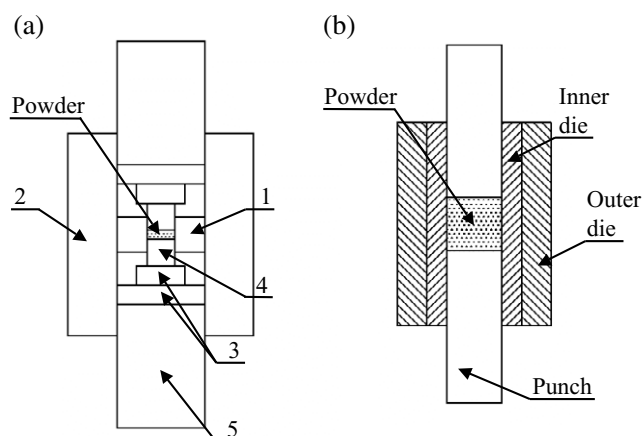 (a)
Powder
2
1
4
3
5
(b)
Powder
Inner
die
Outer
die
Punch